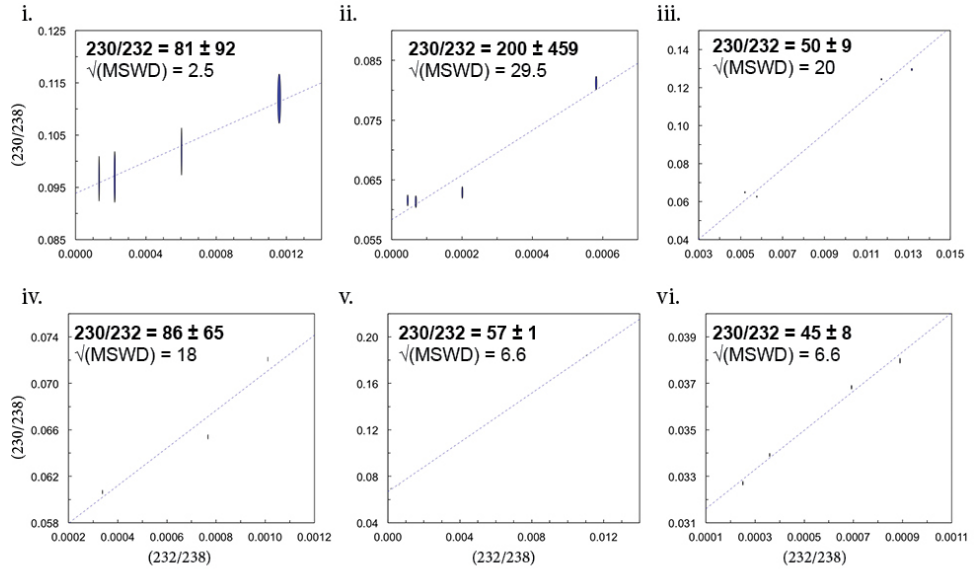 i.
230/232 = 81 ± 92
√(MSWD) = 2.5
0.125
0.115
0.105
0.095
0.085
(230/238)
0.0000 0.0004 0.0008 0.0012
ii.
230/232 = 200 ± 459
√(MSWD) = 29.5
0.085
0.075
0.065
0.055
0.0000 0.0002 0.0004 0.0006
iii.
230/232 = 50 ± 9
√(MSWD) = 20
0.14
0.12
0.10
0.08
0.06
0.04
0.003 0.005 0.007 0.009 0.011 0.013 0.015
iv.
230/232 = 86 ± 65
√(MSWD) = 18
0.074
0.070
0.066
0.062
0.058
(230/238)
0.0002 0.0004 0.0006 0.0008 0.0010 0.0012
(232/238)
v.
230/232 = 57 ± 1
√(MSWD) = 6.6
0.20
0.16
0.12
0.08
0.04
0.000 0.004 0.008 0.012
(232/238)
vi.
230/232 = 45 ± 8
√(MSWD) = 6.6
0.039
0.037
0.035
0.033
0.031
0.0001 0.0003 0.0005 0.0007 0.0009 0.0011
(232/238)